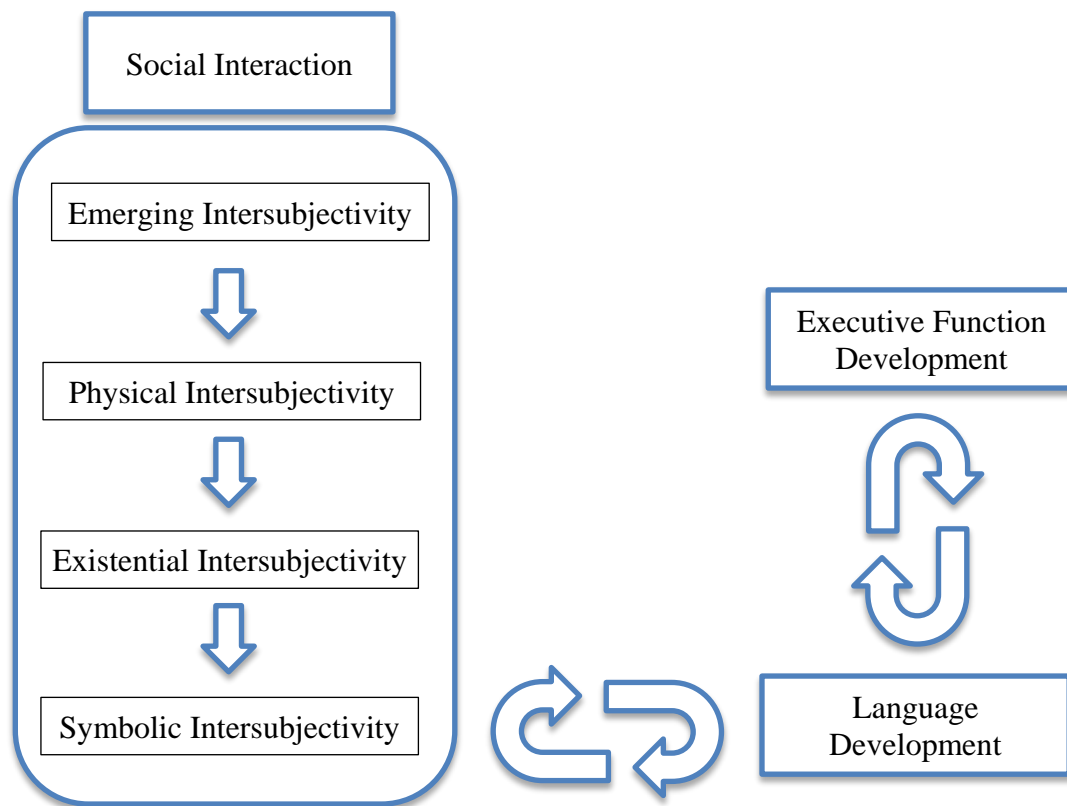 Social Interaction
Emerging Intersubjectivity
Physical Intersubjectivity
Existential Intersubjectivity
Symbolic Intersubjectivity
Executive Function
Development
Language
Development